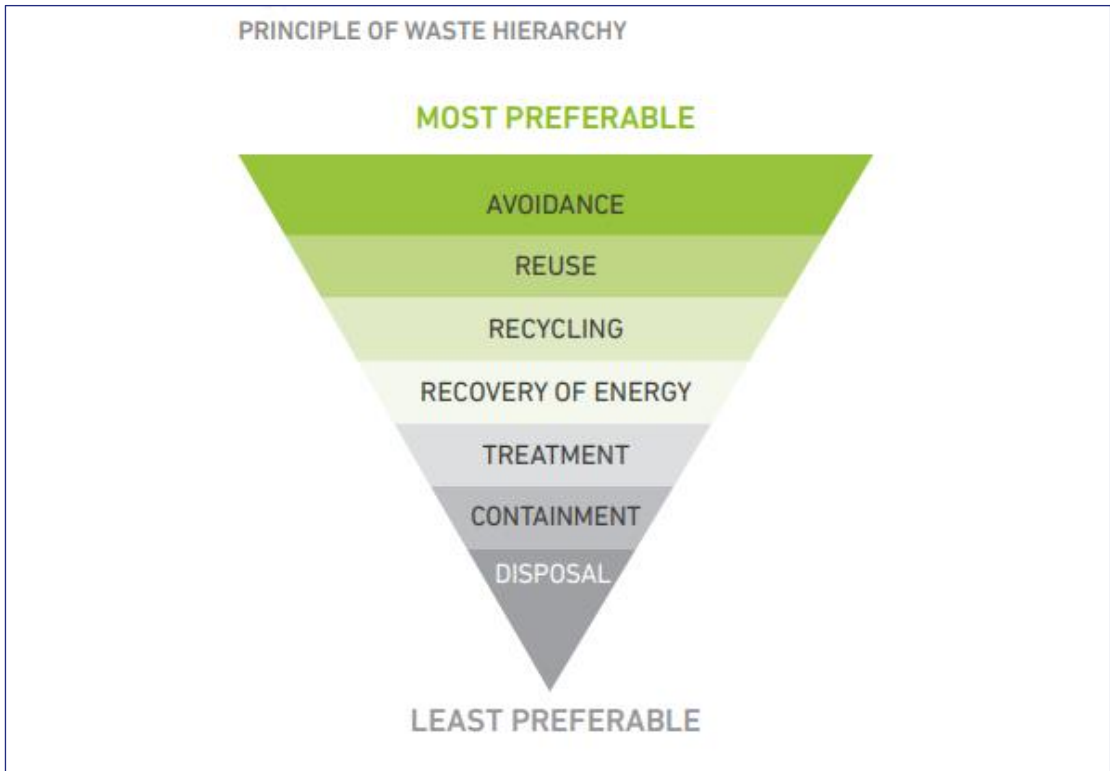 PRINCIPLE OF WASTE HIERARCHY
MOST PREFERABLE
AVOIDANCE
REUSE
RECYCLING
RECOVERY OF ENERGY
TREATMENT
CONTAINMENT
DISPOSAL
LEAST PREFERABLE